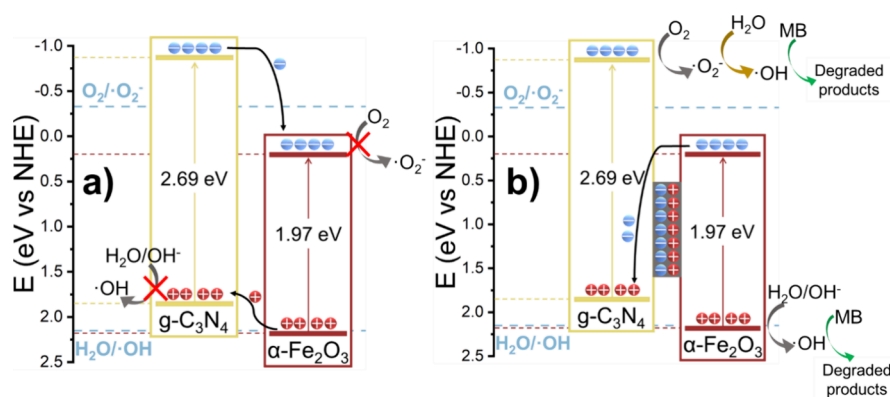 E (eV vs NHE)
-1.0
-0.5
0.0
0.5
1.0
1.5
2.0
2.5
O₂/·O₂⁻
a)
2.69 eV
O₂
·O₂⁻
1.97 eV
H₂O/OH⁻
·OH
g-C₃N₄
H₂O/·OH
α-Fe₂O₃
E (eV vs NHE)
-1.0
-0.5
0.0
0.5
1.0
1.5
2.0
2.5
O₂
H₂O
MB
·O₂⁻
·OH
Degraded
products
O₂/·O₂⁻
b)
2.69 eV
1.97 eV
g-C₃N₄
H₂O/·OH
α-Fe₂O₃
H₂O/OH⁻
MB
·OH
Degraded
products